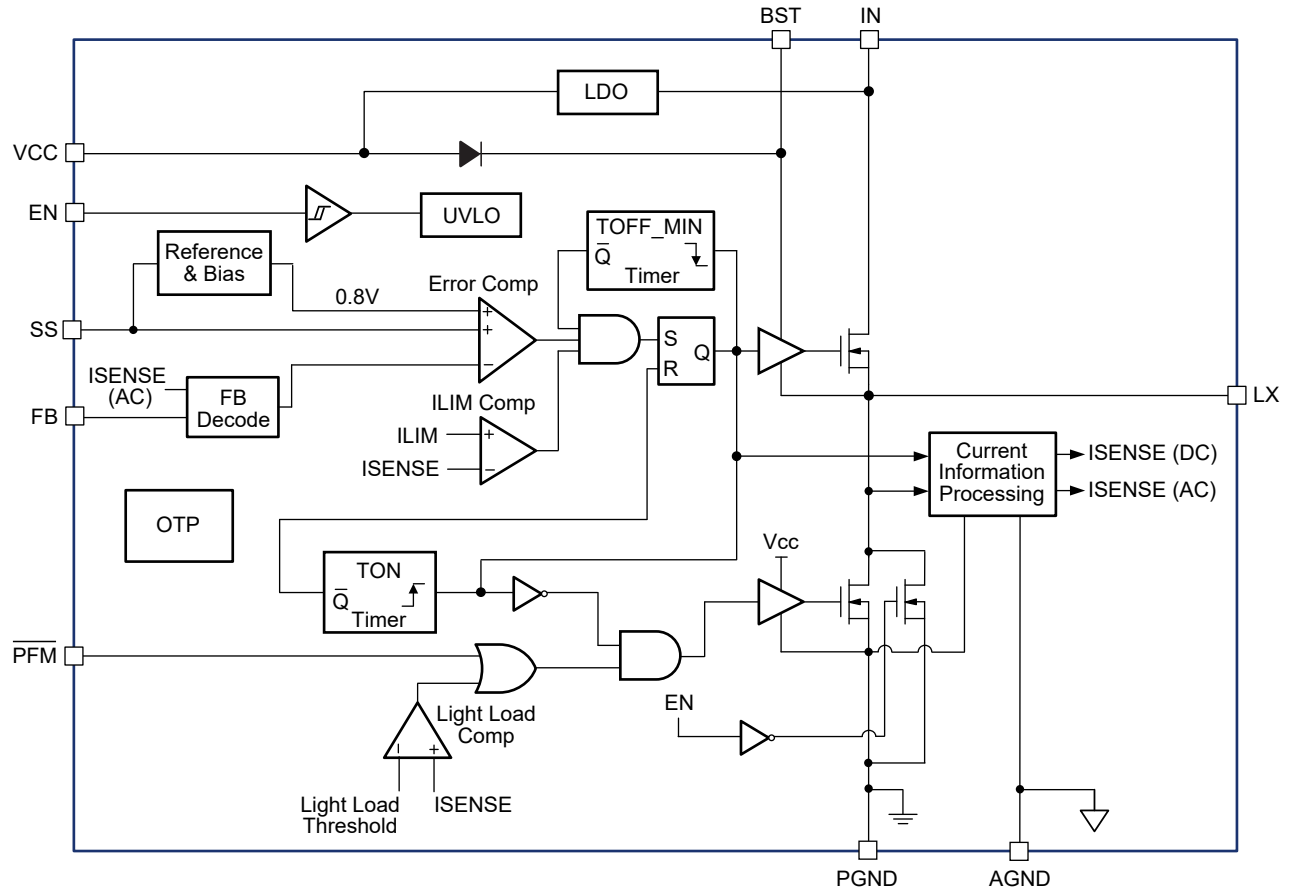 BST
IN
LDO
VCC
EN
UVLO
TOFF_MIN
Q̅
Timer
Reference
& Bias
Error Comp
0.8V
+
+
−
SS
S
R
Q
ISENSE
(AC)
FB
Decode
FB
ILIM Comp
ILIM
+
ISENSE
−
LX
Current
Information
Processing
ISENSE (DC)
ISENSE (AC)
OTP
Vcc
TON
Q̅
Timer
P̅F̅M̅
Light Load
Comp
−
+
Light Load
Threshold
ISENSE
EN
PGND
AGND